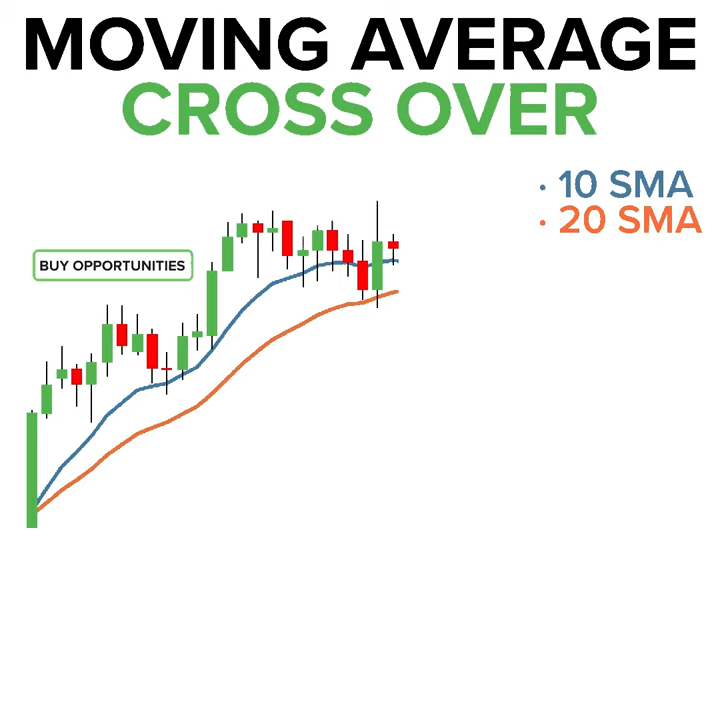 MOVING AVERAGE
CROSS OVER
· 10 SMA
· 20 SMA
BUY OPPORTUNITIES